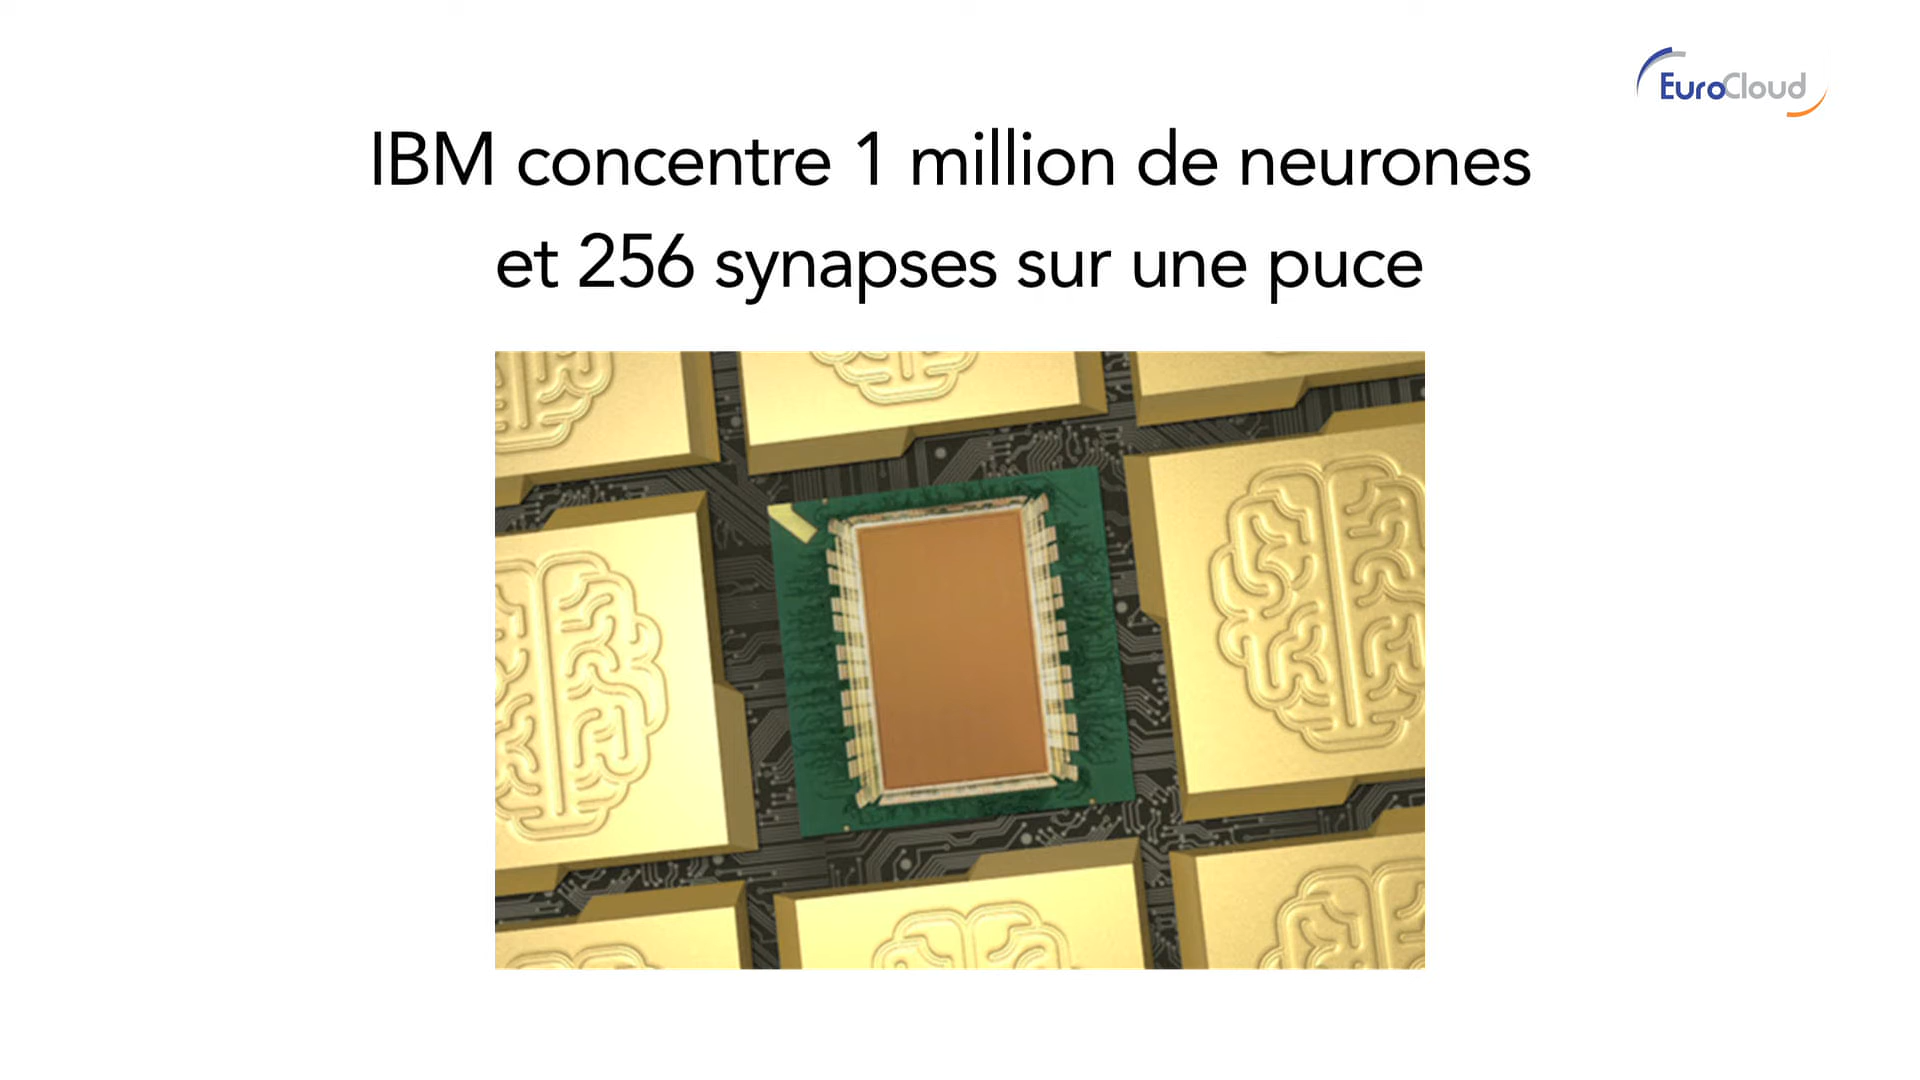 EuroCloud
IBM concentre 1 million de neurones
et 256 synapses sur une puce